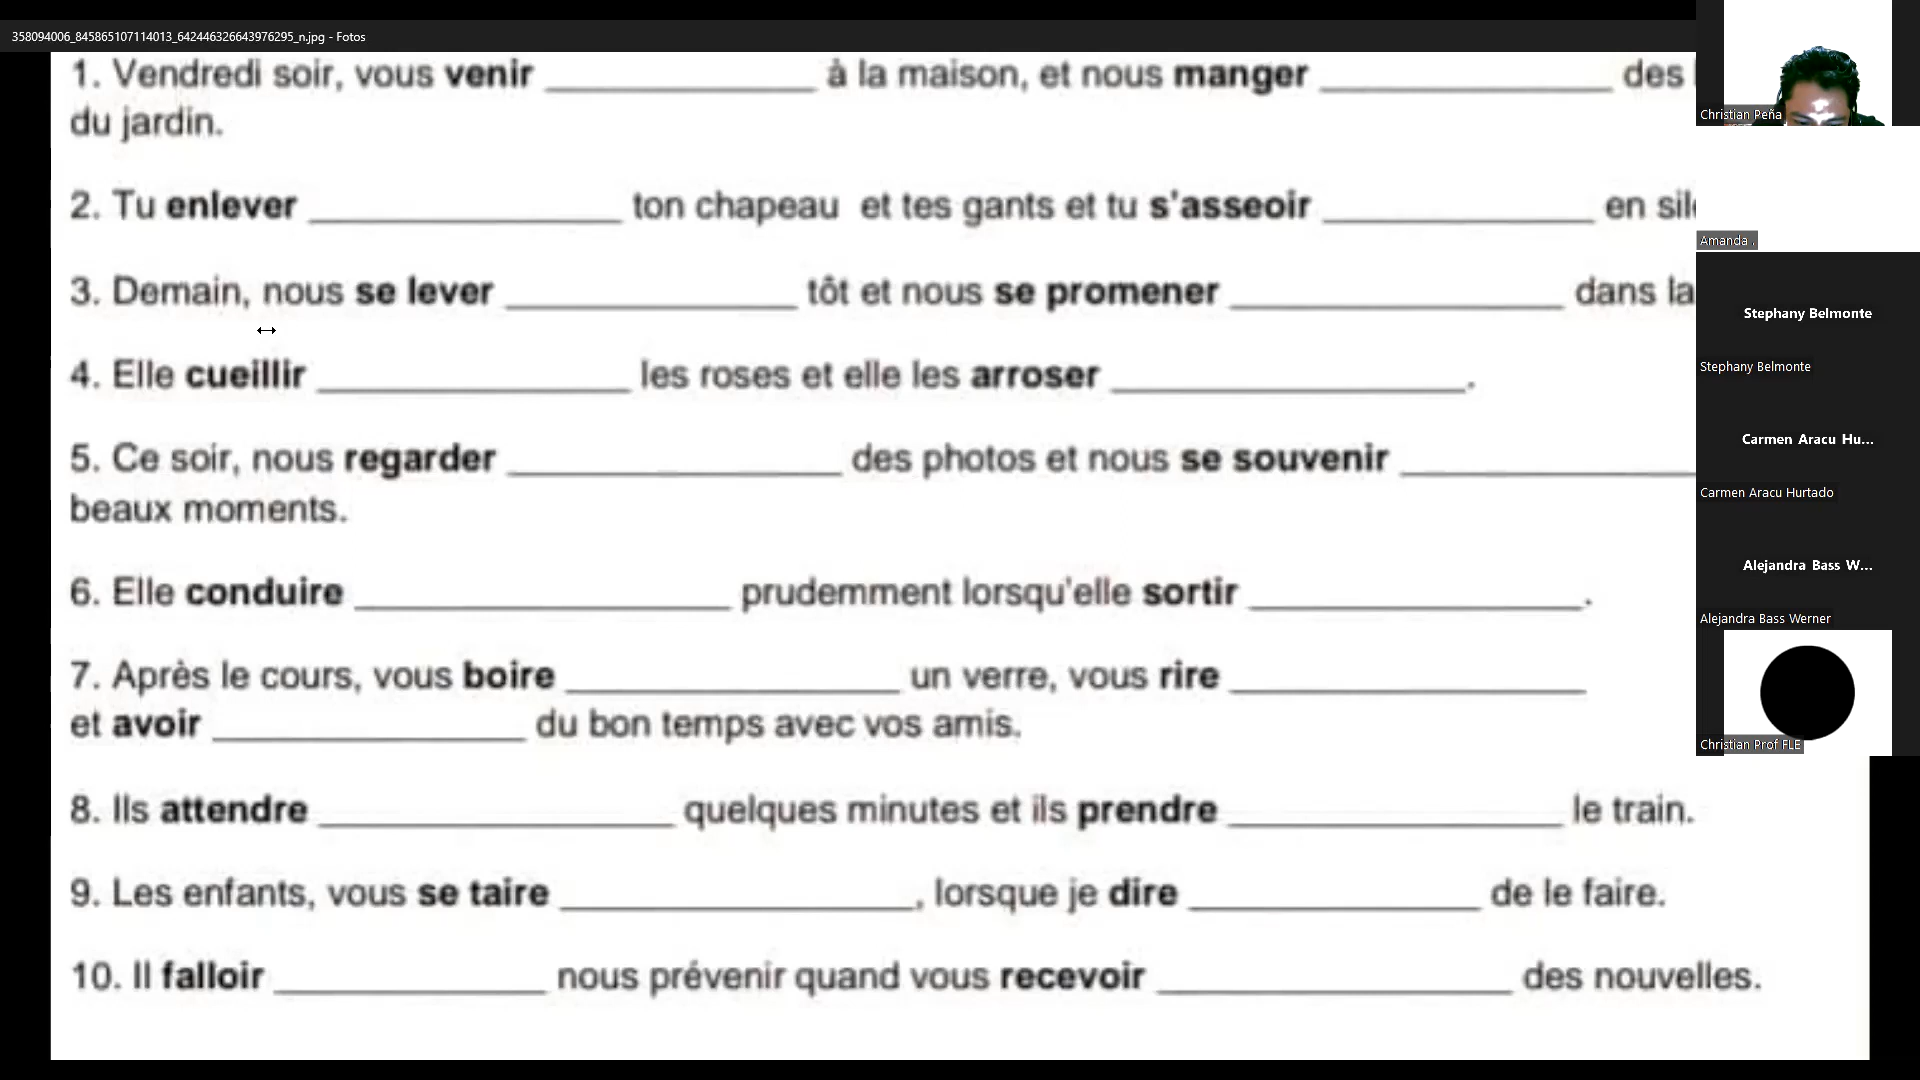 358094006_845865107114013_642446326643976295_n.jpg - Fotos
1. Vendredi soir, vous venir _____________ à la maison, et nous manger ______________ des
du jardin.
2. Tu enlever _______________ ton chapeau et tes gants et tu s'asseoir _____________ en
3. Demain, nous se lever ______________ tôt et nous se promener ________________ dans la
4. Elle cueillir _______________ les roses et elle les arroser _________________.
5. Ce soir, nous regarder ________________ des photos et nous se souvenir ______________
beaux moments.
6. Elle conduire __________________ prudemment lorsqu'elle sortir ________________.
7. Après le cours, vous boire ________________ un verre, vous rire _________________
et avoir _______________ du bon temps avec vos amis.
8. Ils attendre _________________ quelques minutes et ils prendre ________________ le train.
9. Les enfants, vous se taire _________________, lorsque je dire ______________ de le faire.
10. Il falloir _____________ nous prévenir quand vous recevoir _________________ des nouvelles.
Christian Peña
Amanda .
Stephany Belmonte
Stephany Belmonte
Carmen Aracu Hu...
Carmen Aracu Hurtado
Alejandra Bass W...
Alejandra Bass Werner
Christian Prof FLE